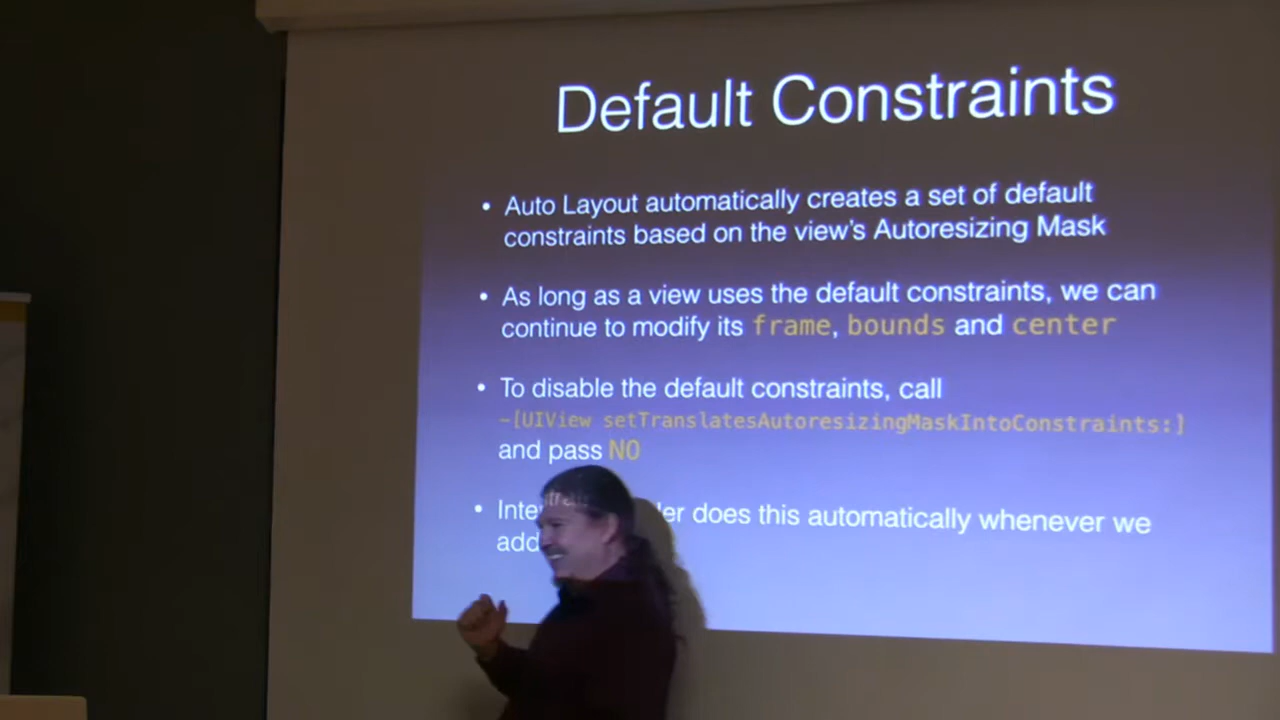 Default Constraints
• Auto Layout automatically creates a set of default
constraints based on the view's Autoresizing Mask
• As long as a view uses the default constraints, we can
continue to modify its frame, bounds and center
• To disable the default constraints, call
-[UIView setTranslatesAutoresizingMaskIntoConstraints:]
and pass NO
• does this automatically whenever we
add